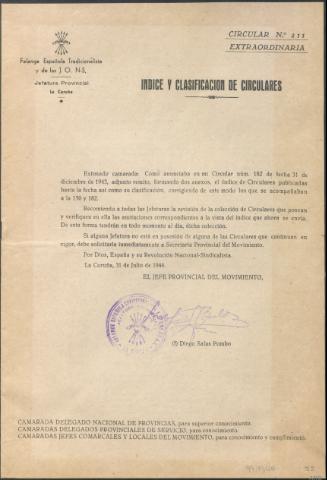 CIRCULAR N.º 211
EXTRAORDINARIA
Falange Española Tradicionalista
y de las J. O. N. S.
Jefatura Provincial
La Coruña
INDICE Y CLASIFICACION DE CIRCULARES
Estimado camarada: Como anunciaba en mi Circular núm. 182 de fecha 31 de
diciembre de 1943, adjunto remito, formando dos anexos, el índice de Circulares publicadas
hasta la fecha así como su clasificación, corrigiendo de este modo los que se acompañaban
a la 150 y 182.
Recomiendo a todas las Jefaturas la revisión de la colección de Circulares que posean
y verifiquen en ella las anotaciones correspondientes a la vista del índice que ahora se envía.
De esta forma tendrán en todo momento al día, dicha colección.
Si alguna Jefatura no está en posesión de alguna de las Circulares que continúan en
vigor, debe solicitarla inmediatamente a Secretaría Provincial del Movimiento.
Por Dios, España y su Revolución Nacional-Sindicalista.
La Coruña, 31 de Julio de 1944.
EL JEFE PROVINCIAL DEL MOVIMIENTO,
(f) Diego Salas Pombo
CAMARADA DELEGADO NACIONAL DE PROVINCIAS, para superior conocimiento.
CAMARADAS DELEGADOS PROVINCIALES DE SERVICIO, para conocimiento.
CAMARADAS JEFES COMARCALES Y LOCALES DEL MOVIMIENTO, para conocimiento y cumplimiento.